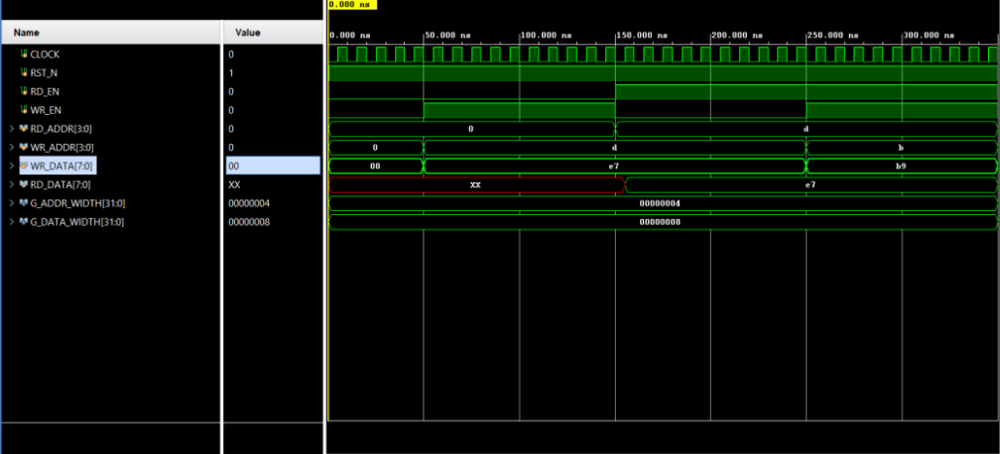 0.000 ns
Name Value
0.000 ns 50.000 ns 100.000 ns 150.000 ns 200.000 ns 250.000 ns 300.000 ns
CLOCK 0
RST_N 1
RD_EN 0
WR_EN 0
RD_ADDR[3:0] 0 0 d
WR_ADDR[3:0] 0 0 d b
WR_DATA[7:0] 00 00 e7 b9
RD_DATA[7:0] XX XX e7
G_ADDR_WIDTH[31:0] 00000004 00000004
G_DATA_WIDTH[31:0] 00000008 00000008